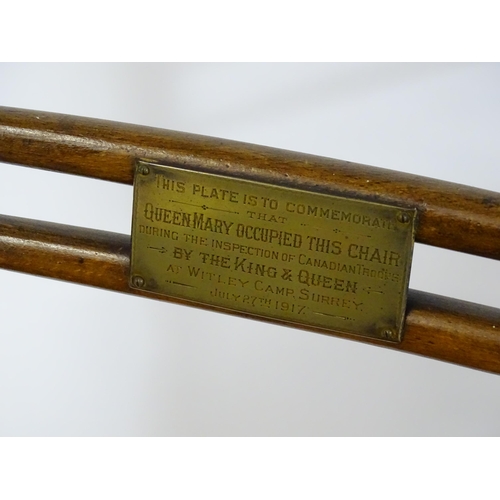 THIS PLATE IS TO COMMEMORATE
THAT
QUEEN MARY OCCUPIED THIS CHAIR
DURING THE INSPECTION OF CANADIAN TROOPS
BY THE KING & QUEEN
AT WITLEY CAMP, SURREY.
JULY 27TH 1917.